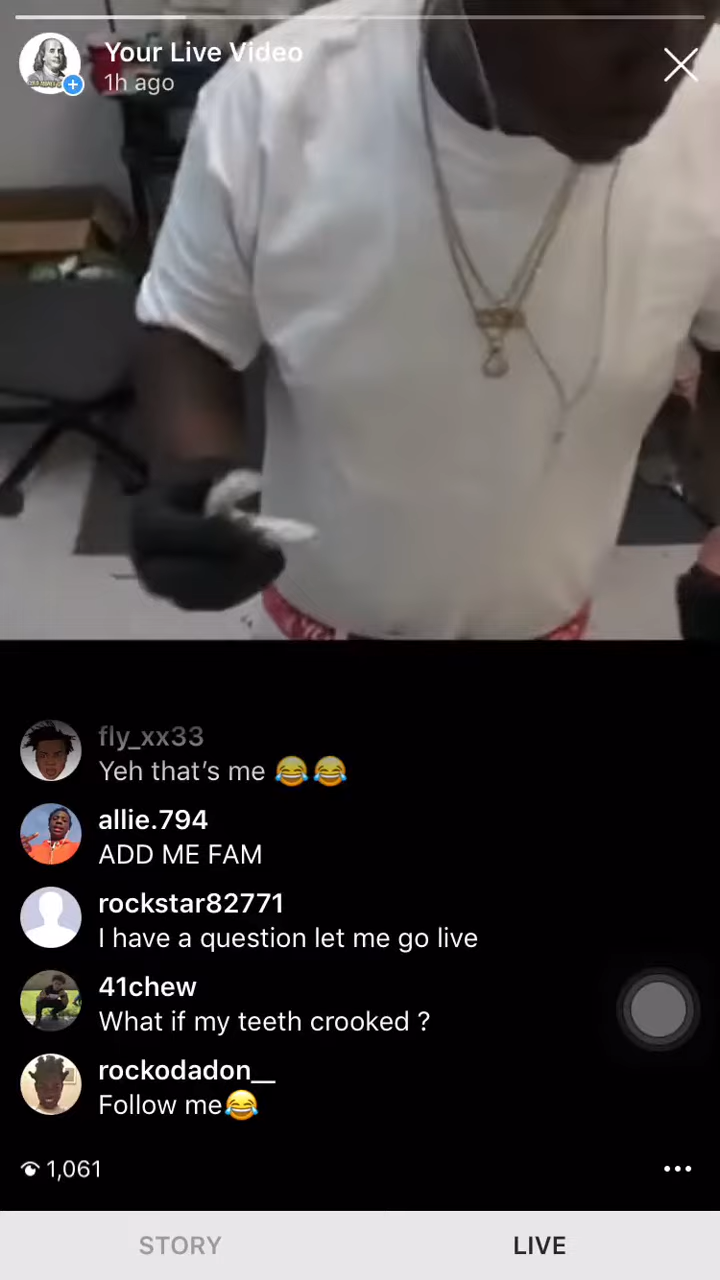 Your Live Video
1h ago
fly_xx33
Yeh that's me 😂😂
allie.794
ADD ME FAM
rockstar82771
I have a question let me go live
41chew
What if my teeth crooked ?
rockodadon__
Follow me😂
1,061
STORY
LIVE